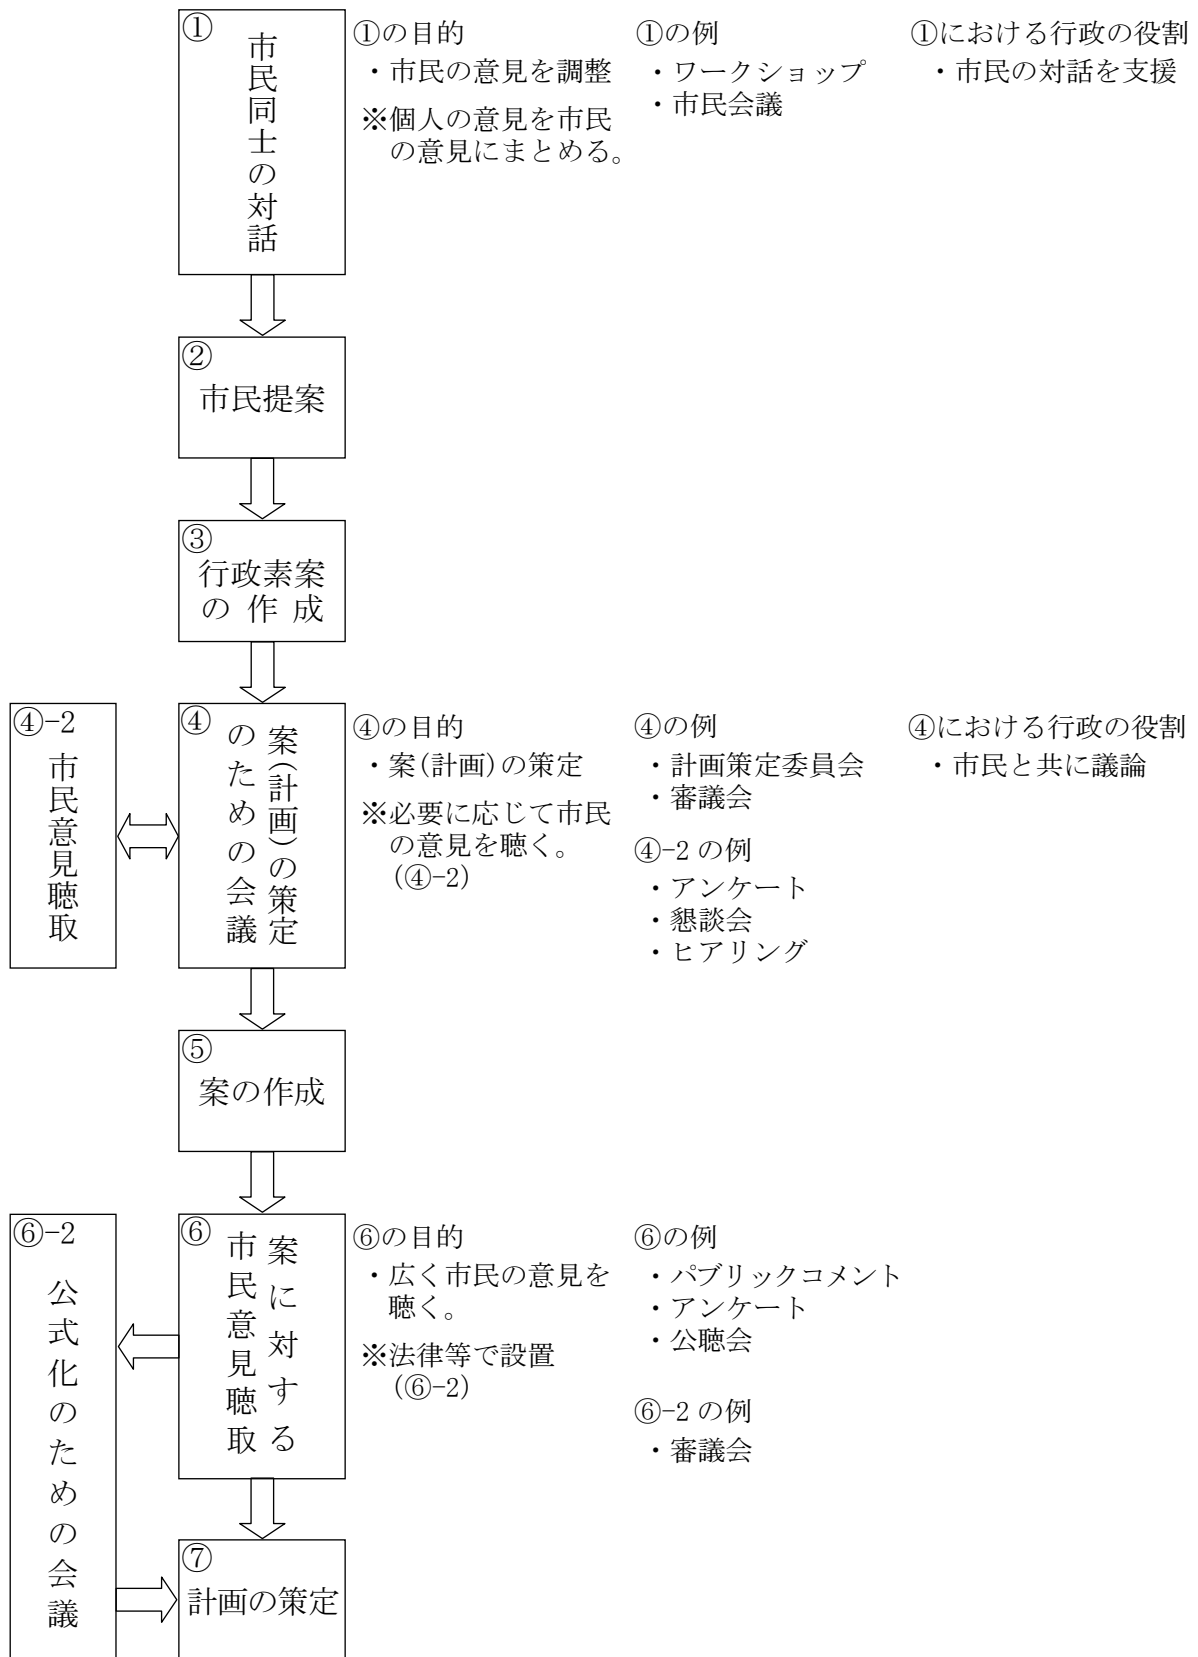 ①
市民同士の対話
①の目的
・市民の意見を調整
※個人の意見を市民
の意見にまとめる。
①の例
・ワークショップ
・市民会議
①における行政の役割
・市民の対話を支援
②
市民提案
③
行政素案
の作成
④-2
市民意見聴取
④
案(計画)の策定
のための会議
④の目的
・案(計画)の策定
※必要に応じて市民
の意見を聴く。
(④-2)
④の例
・計画策定委員会
・審議会
④-2 の例
・アンケート
・懇談会
・ヒアリング
④における行政の役割
・市民と共に議論
⑤
案の作成
⑥-2
公式化のための会議
⑥
案に対する
市民意見聴取
⑥の目的
・広く市民の意見を
聴く。
※法律等で設置
(⑥-2)
⑥の例
・パブリックコメント
・アンケート
・公聴会
⑥-2 の例
・審議会
⑦
計画の策定